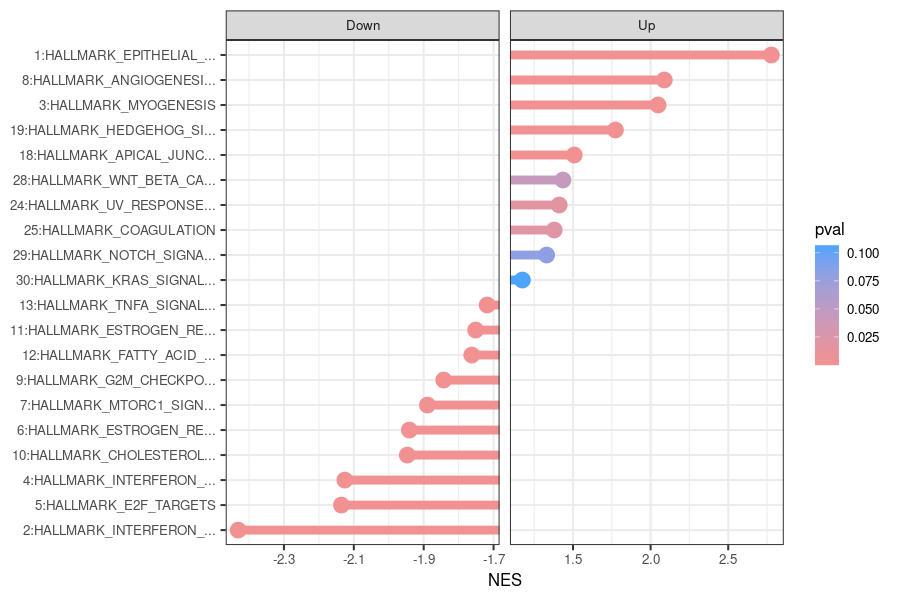 Down
Up
1:HALLMARK_EPITHELIAL_...
8:HALLMARK_ANGIOGENESI...
3:HALLMARK_MYOGENESIS
19:HALLMARK_HEDGEHOG_SI...
18:HALLMARK_APICAL_JUNC...
28:HALLMARK_WNT_BETA_CA...
24:HALLMARK_UV_RESPONSE...
25:HALLMARK_COAGULATION
29:HALLMARK_NOTCH_SIGNA...
30:HALLMARK_KRAS_SIGNAL...
13:HALLMARK_TNFA_SIGNAL...
11:HALLMARK_ESTROGEN_RE...
12:HALLMARK_FATTY_ACID_...
9:HALLMARK_G2M_CHECKPO...
7:HALLMARK_MTORC1_SIGN...
6:HALLMARK_ESTROGEN_RE...
10:HALLMARK_CHOLESTEROL...
4:HALLMARK_INTERFERON_...
5:HALLMARK_E2F_TARGETS
2:HALLMARK_INTERFERON_...
-2.3 -2.1 -1.9 -1.7 1.5 2.0 2.5
NES
pval
0.100
0.075
0.050
0.025